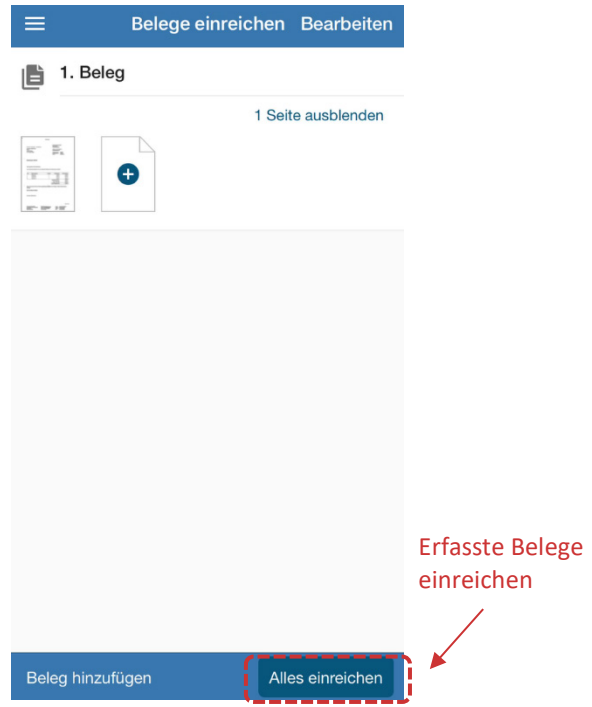 Belege einreichen Bearbeiten
1. Beleg
1 Seite ausblenden
Erfasste Belege
einreichen
Beleg hinzufügen Alles einreichen